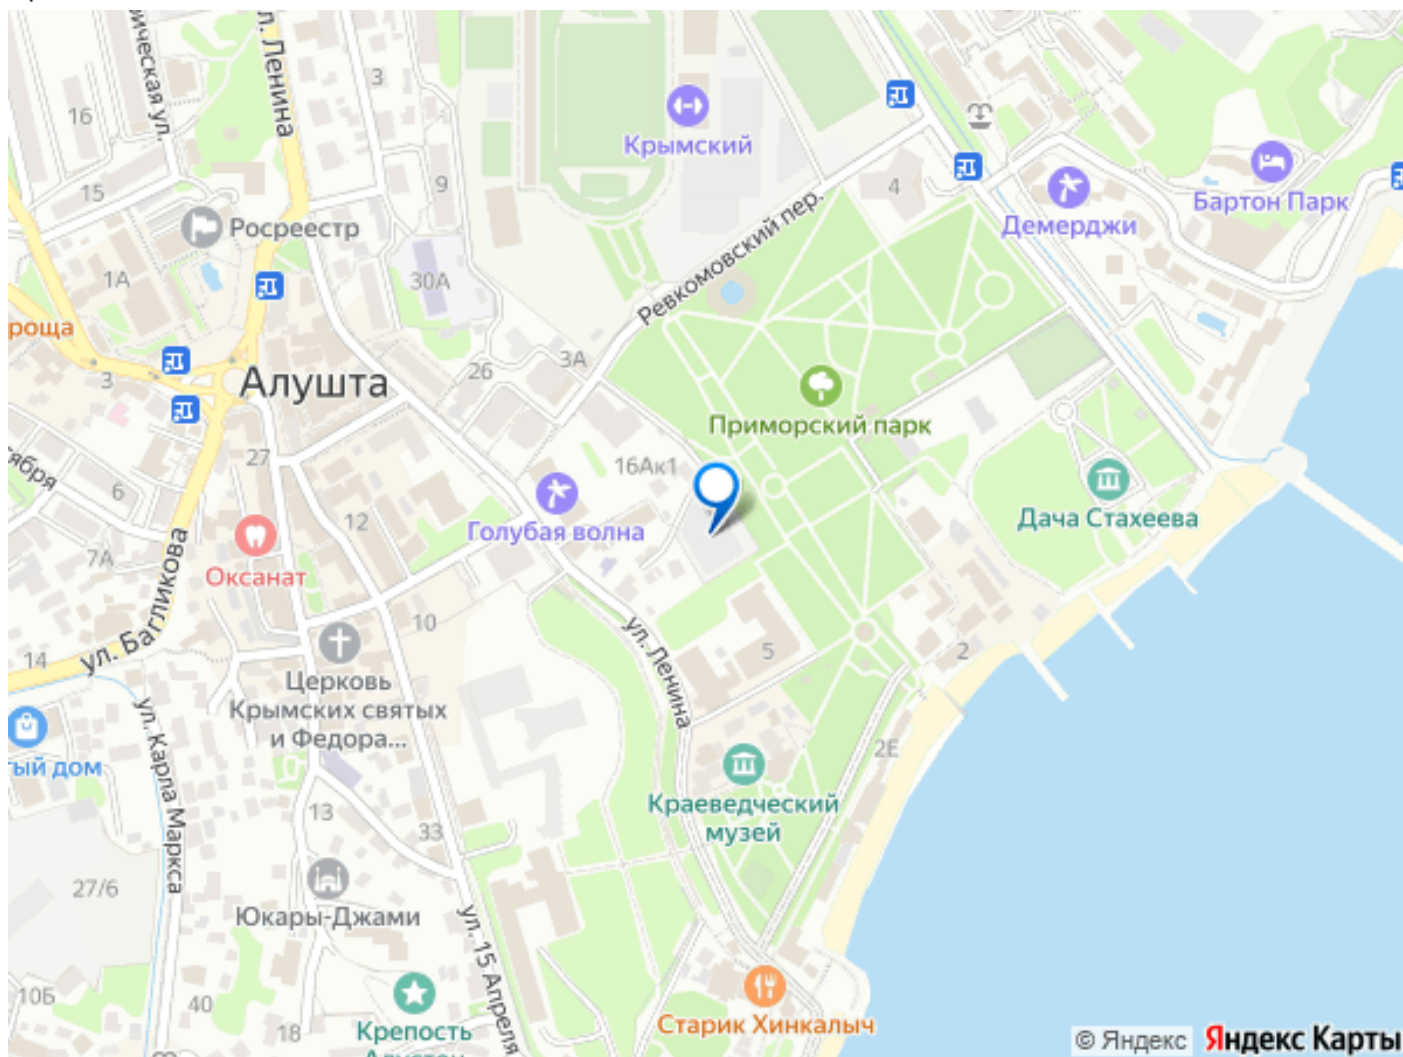 ул. Ленина
3
16
Крымский
4
Бартон Парк
15
9
Демерджи
Росреестр
Ревкомовский пер.
1А
30А
роща
3А
26
3
Алушта
Приморский парк
27
16Ак1
6
12
Голубая волна
Дача Стахеева
7А
Оксанат
ул. Багликова
10
ул. Ленина
5
2
14
Церковь
Крымских святых
и Федора...
ул. Карла Маркса
2Е
тый дом
Краеведческий
музей
13
33
27/6
Юкары-Джами
ул. 15 Апреля
10Б
40
18
Крепость
Старик Хинкалыч
© Яндекс Яндекс Карты